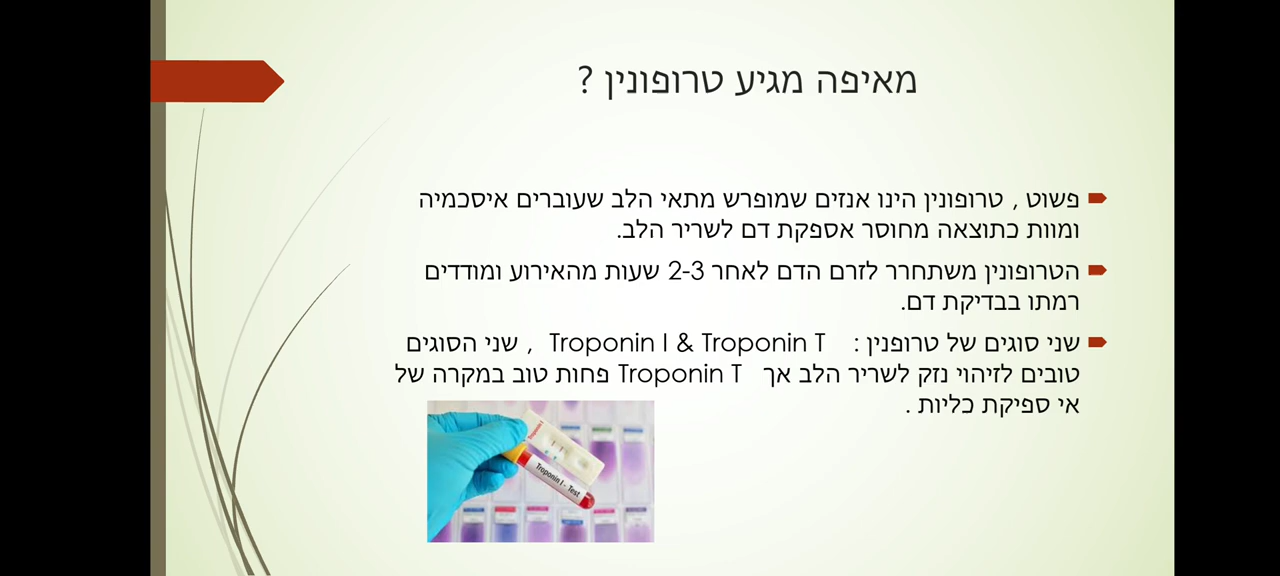 מאיפה מגיע טרופונין ?
פשוט , טרופונין הינו אנזים שמופרש מתאי הלב שעוברים איסכמיה
ומוות כתוצאה מחוסר אספקת דם לשריר הלב.
הטרופונין משתחרר לזרם הדם לאחר 2-3 שעות מהאירוע ומודדים
רמתו בבדיקת דם.
שני סוגים של טרופנין : Troponin I & Troponin T , שני הסוגים
טובים לזיהוי נזק לשריר הלב אך Troponin T פחות טוב במקרה של
אי ספיקת כליות .
Troponin I
Troponin I - Test